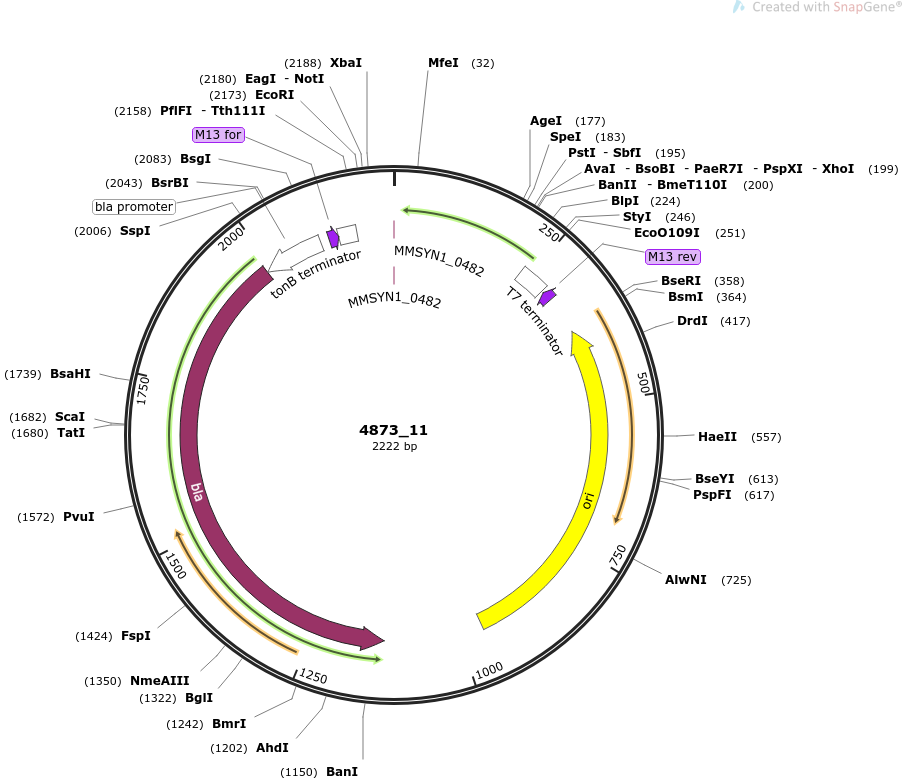 Created with SnapGene®
(2188) XbaI
MfeI (32)
(2180) EagI - NotI
(2173) EcoRI
(2158) PflFI - Tth111I
M13 for
(2083) BsgI
(2043) BsrBI
bla promoter
(2006) SspI
AgeI (177)
SpeI (183)
PstI - SbfI (195)
AvaI - BsoBI - PaeR7I - PspXI - XhoI (199)
BanII - BmeT110I (200)
BlpI (224)
StyI (246)
EcoO109I (251)
M13 rev
BseRI (358)
BsmI (364)
DrdI (417)
HaeII (557)
BseYI (613)
PspFI (617)
AlwNI (725)
(1739) BsaHI
(1682) ScaI
(1680) TatI
(1572) PvuI
(1424) FspI
(1350) NmeAIII
(1322) BglI
(1242) BmrI
(1202) AhdI
(1150) BanI
250
500
750
1000
1250
1500
1750
2000
tonB terminator
MMSYN1_0482
MMSYN1_0482
T7 terminator
ori
bla
4873_11
2222 bp